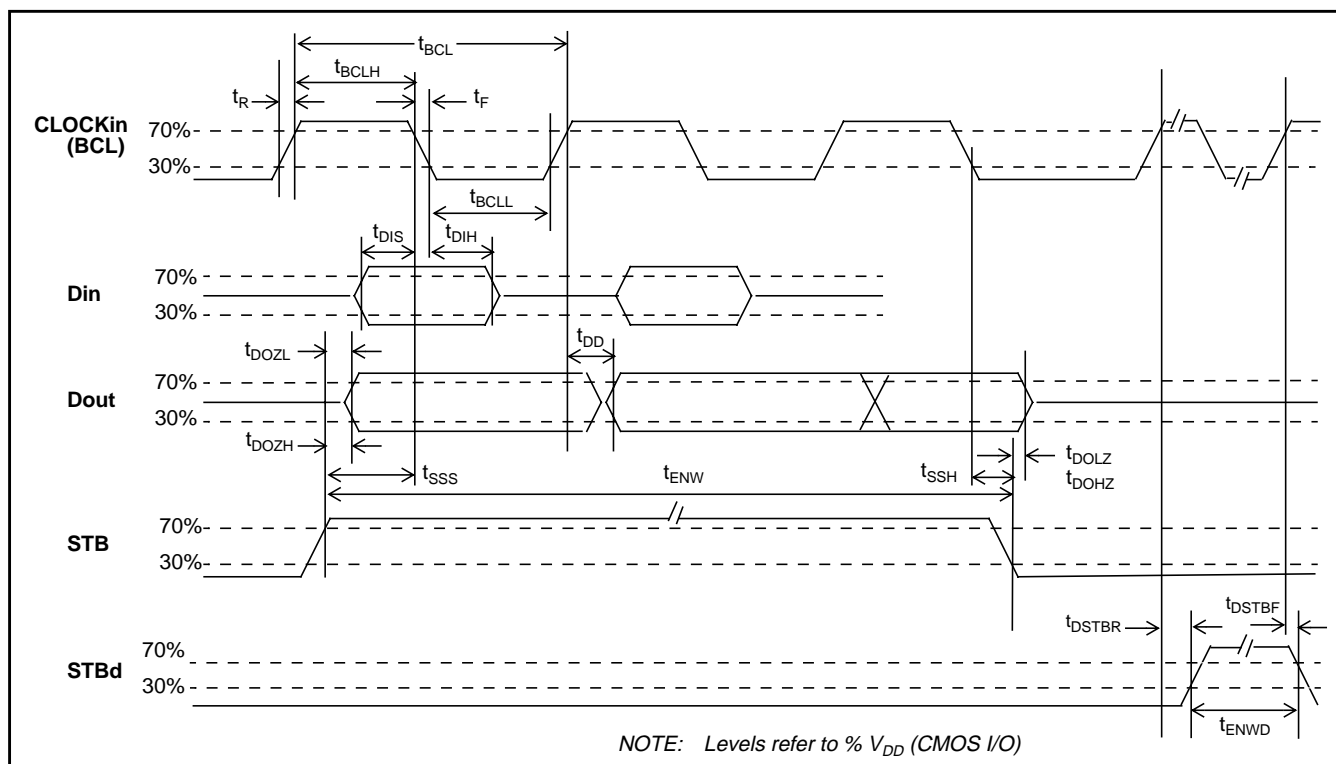 tBCL
tBCLH
tR
tF
CLOCKin
(BCL)
70%
30%
tBCLL
tDIS
tDIH
Din
70%
30%
tDOZL
tDD
Dout
70%
30%
tDOZH
tSSS
tENW
tSSH
tDOLZ
tDOHZ
STB
70%
30%
tDSTBR
tDSTBF
STBd
70%
30%
tENWD
NOTE: Levels refer to % VDD (CMOS I/O)